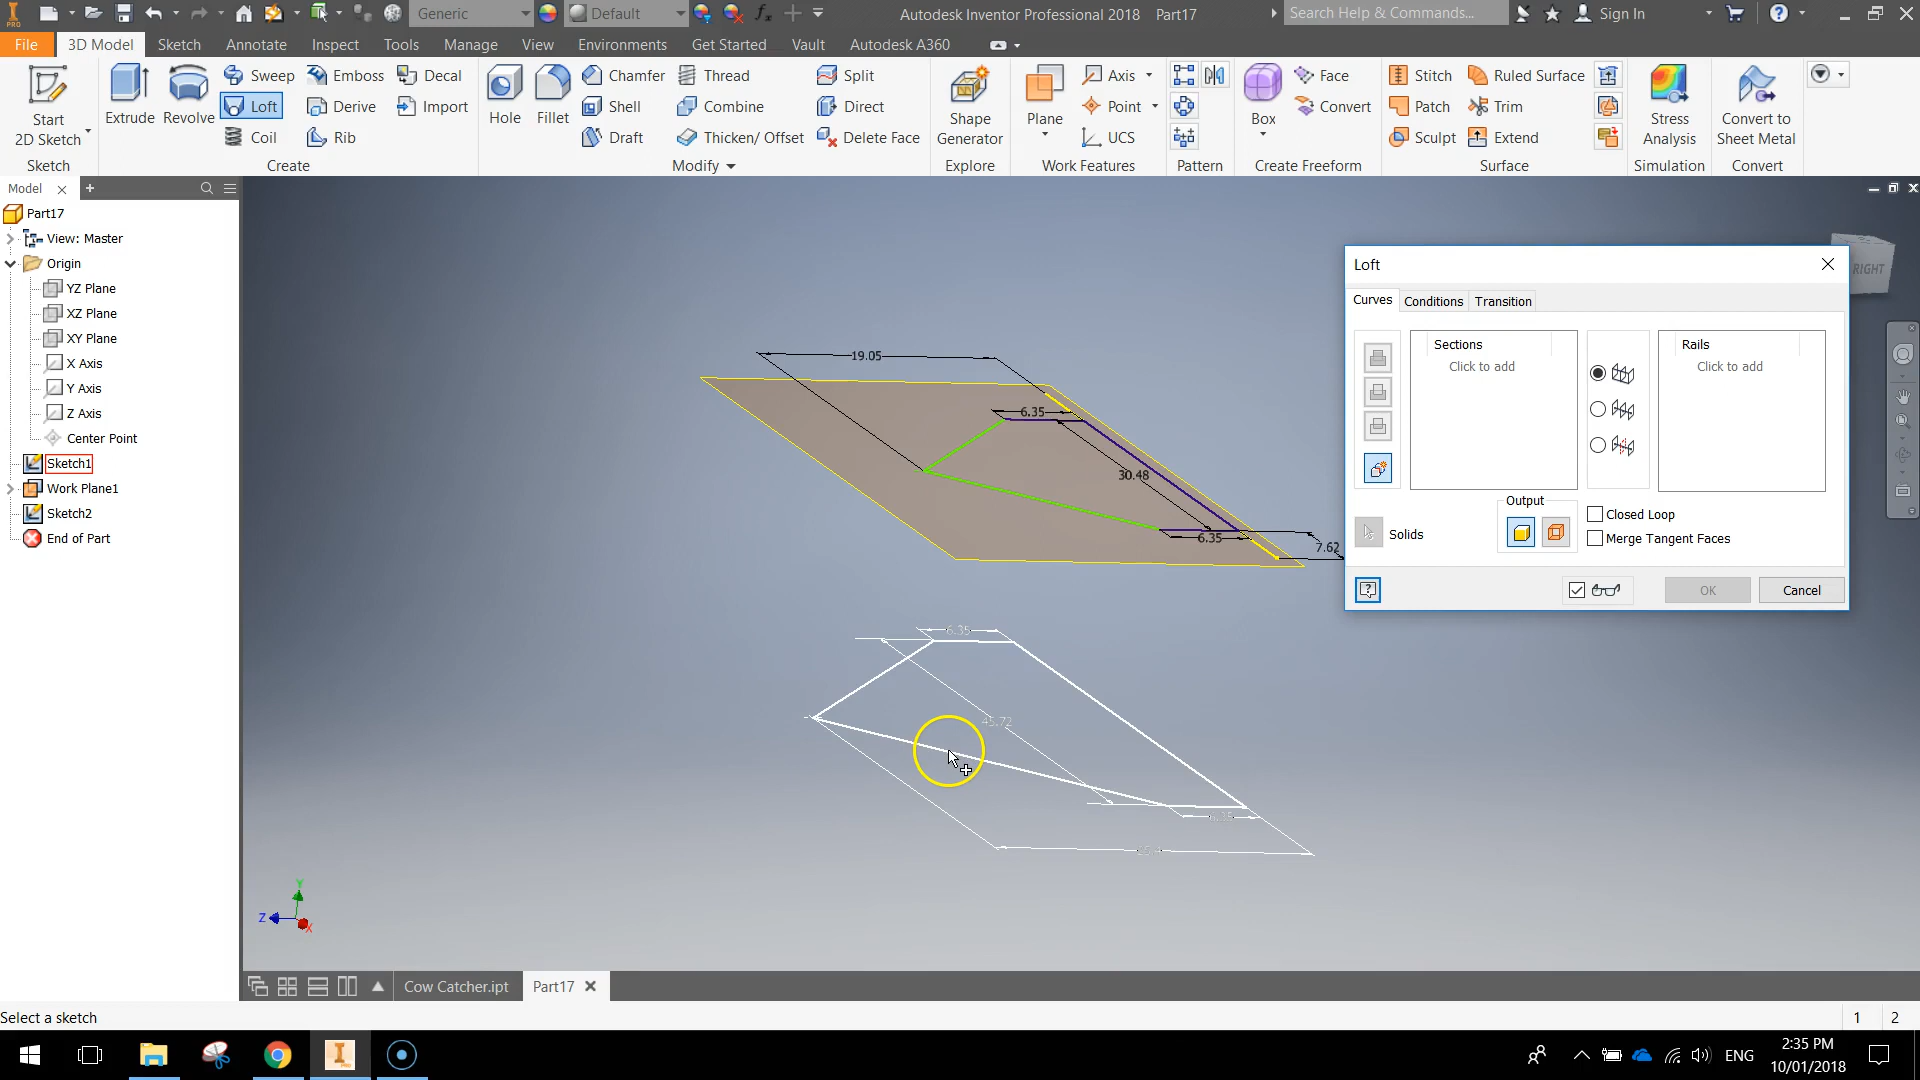 Generic
Default
Autodesk Inventor Professional 2018 Part17
Search Help & Commands...
Sign In
PRO
File
3D Model
Sketch
Annotate
Inspect
Tools
Manage
View
Environments
Get Started
Vault
Autodesk A360
Start
2D Sketch
Sketch
Extrude
Revolve
Sweep
Loft
Coil
Emboss
Derive
Rib
Decal
Import
Create
Hole
Fillet
Chamfer
Shell
Draft
Thread
Combine
Thicken/ Offset
Split
Direct
Delete Face
Modify
Shape
Generator
Explore
Plane
Axis
Point
UCS
Work Features
Pattern
Box
Face
Convert
Create Freeform
Stitch
Patch
Sculpt
Ruled Surface
Trim
Extend
Surface
Stress
Analysis
Simulation
Convert to
Sheet Metal
Convert
Model
Part17
View: Master
Origin
YZ Plane
XZ Plane
XY Plane
X Axis
Y Axis
Z Axis
Center Point
Sketch1
Work Plane1
Sketch2
End of Part
19.05
6.35
30.48
6.35
7.62
6.35
45.72
6.35
RIGHT
Loft
Curves
Conditions
Transition
Sections
Click to add
Rails
Click to add
Solids
Output
Closed Loop
Merge Tangent Faces
OK
Cancel
Y
Z
X
Cow Catcher.ipt
Part17
Select a sketch
1
2
ENG
2:35 PM
10/01/2018